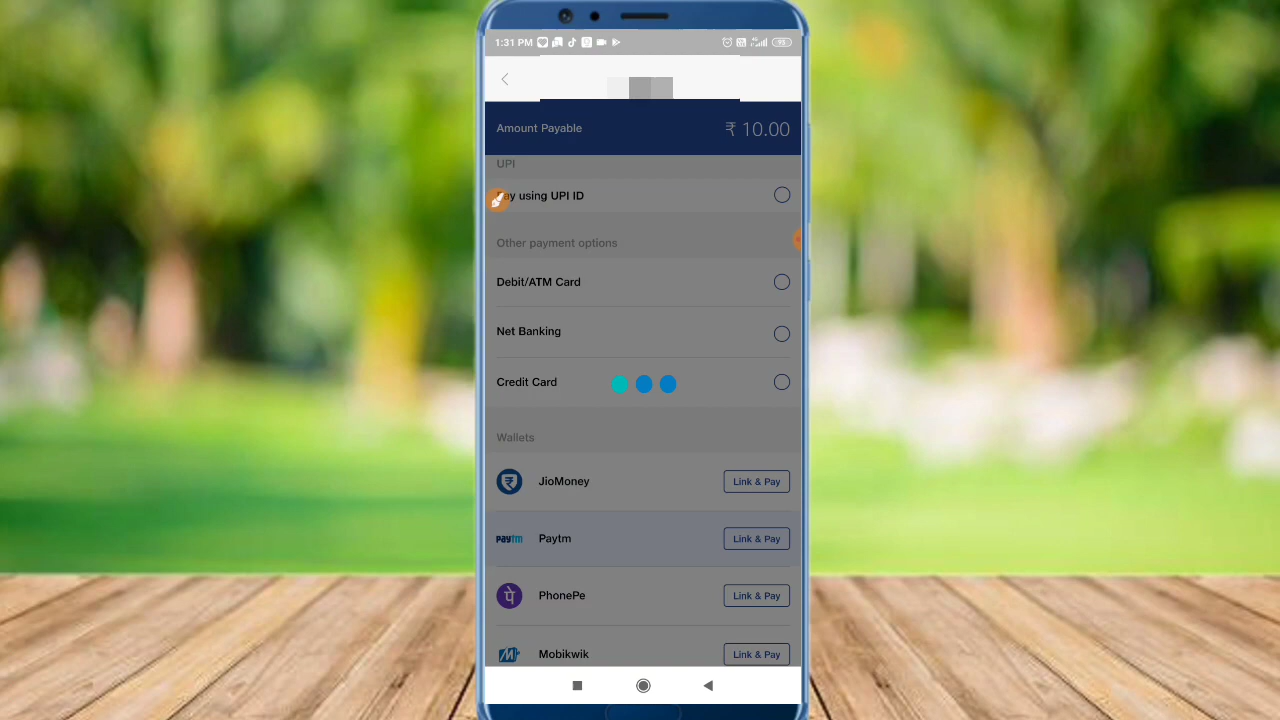 1:31 PM
Amount Payable
₹ 10.00
UPI
ay using UPI ID
Other payment options
Debit/ATM Card
Net Banking
Credit Card
Wallets
JioMoney
Link & Pay
Paytm
Paytm
Link & Pay
पे
PhonePe
Link & Pay
Mobikwik
Link & Pay